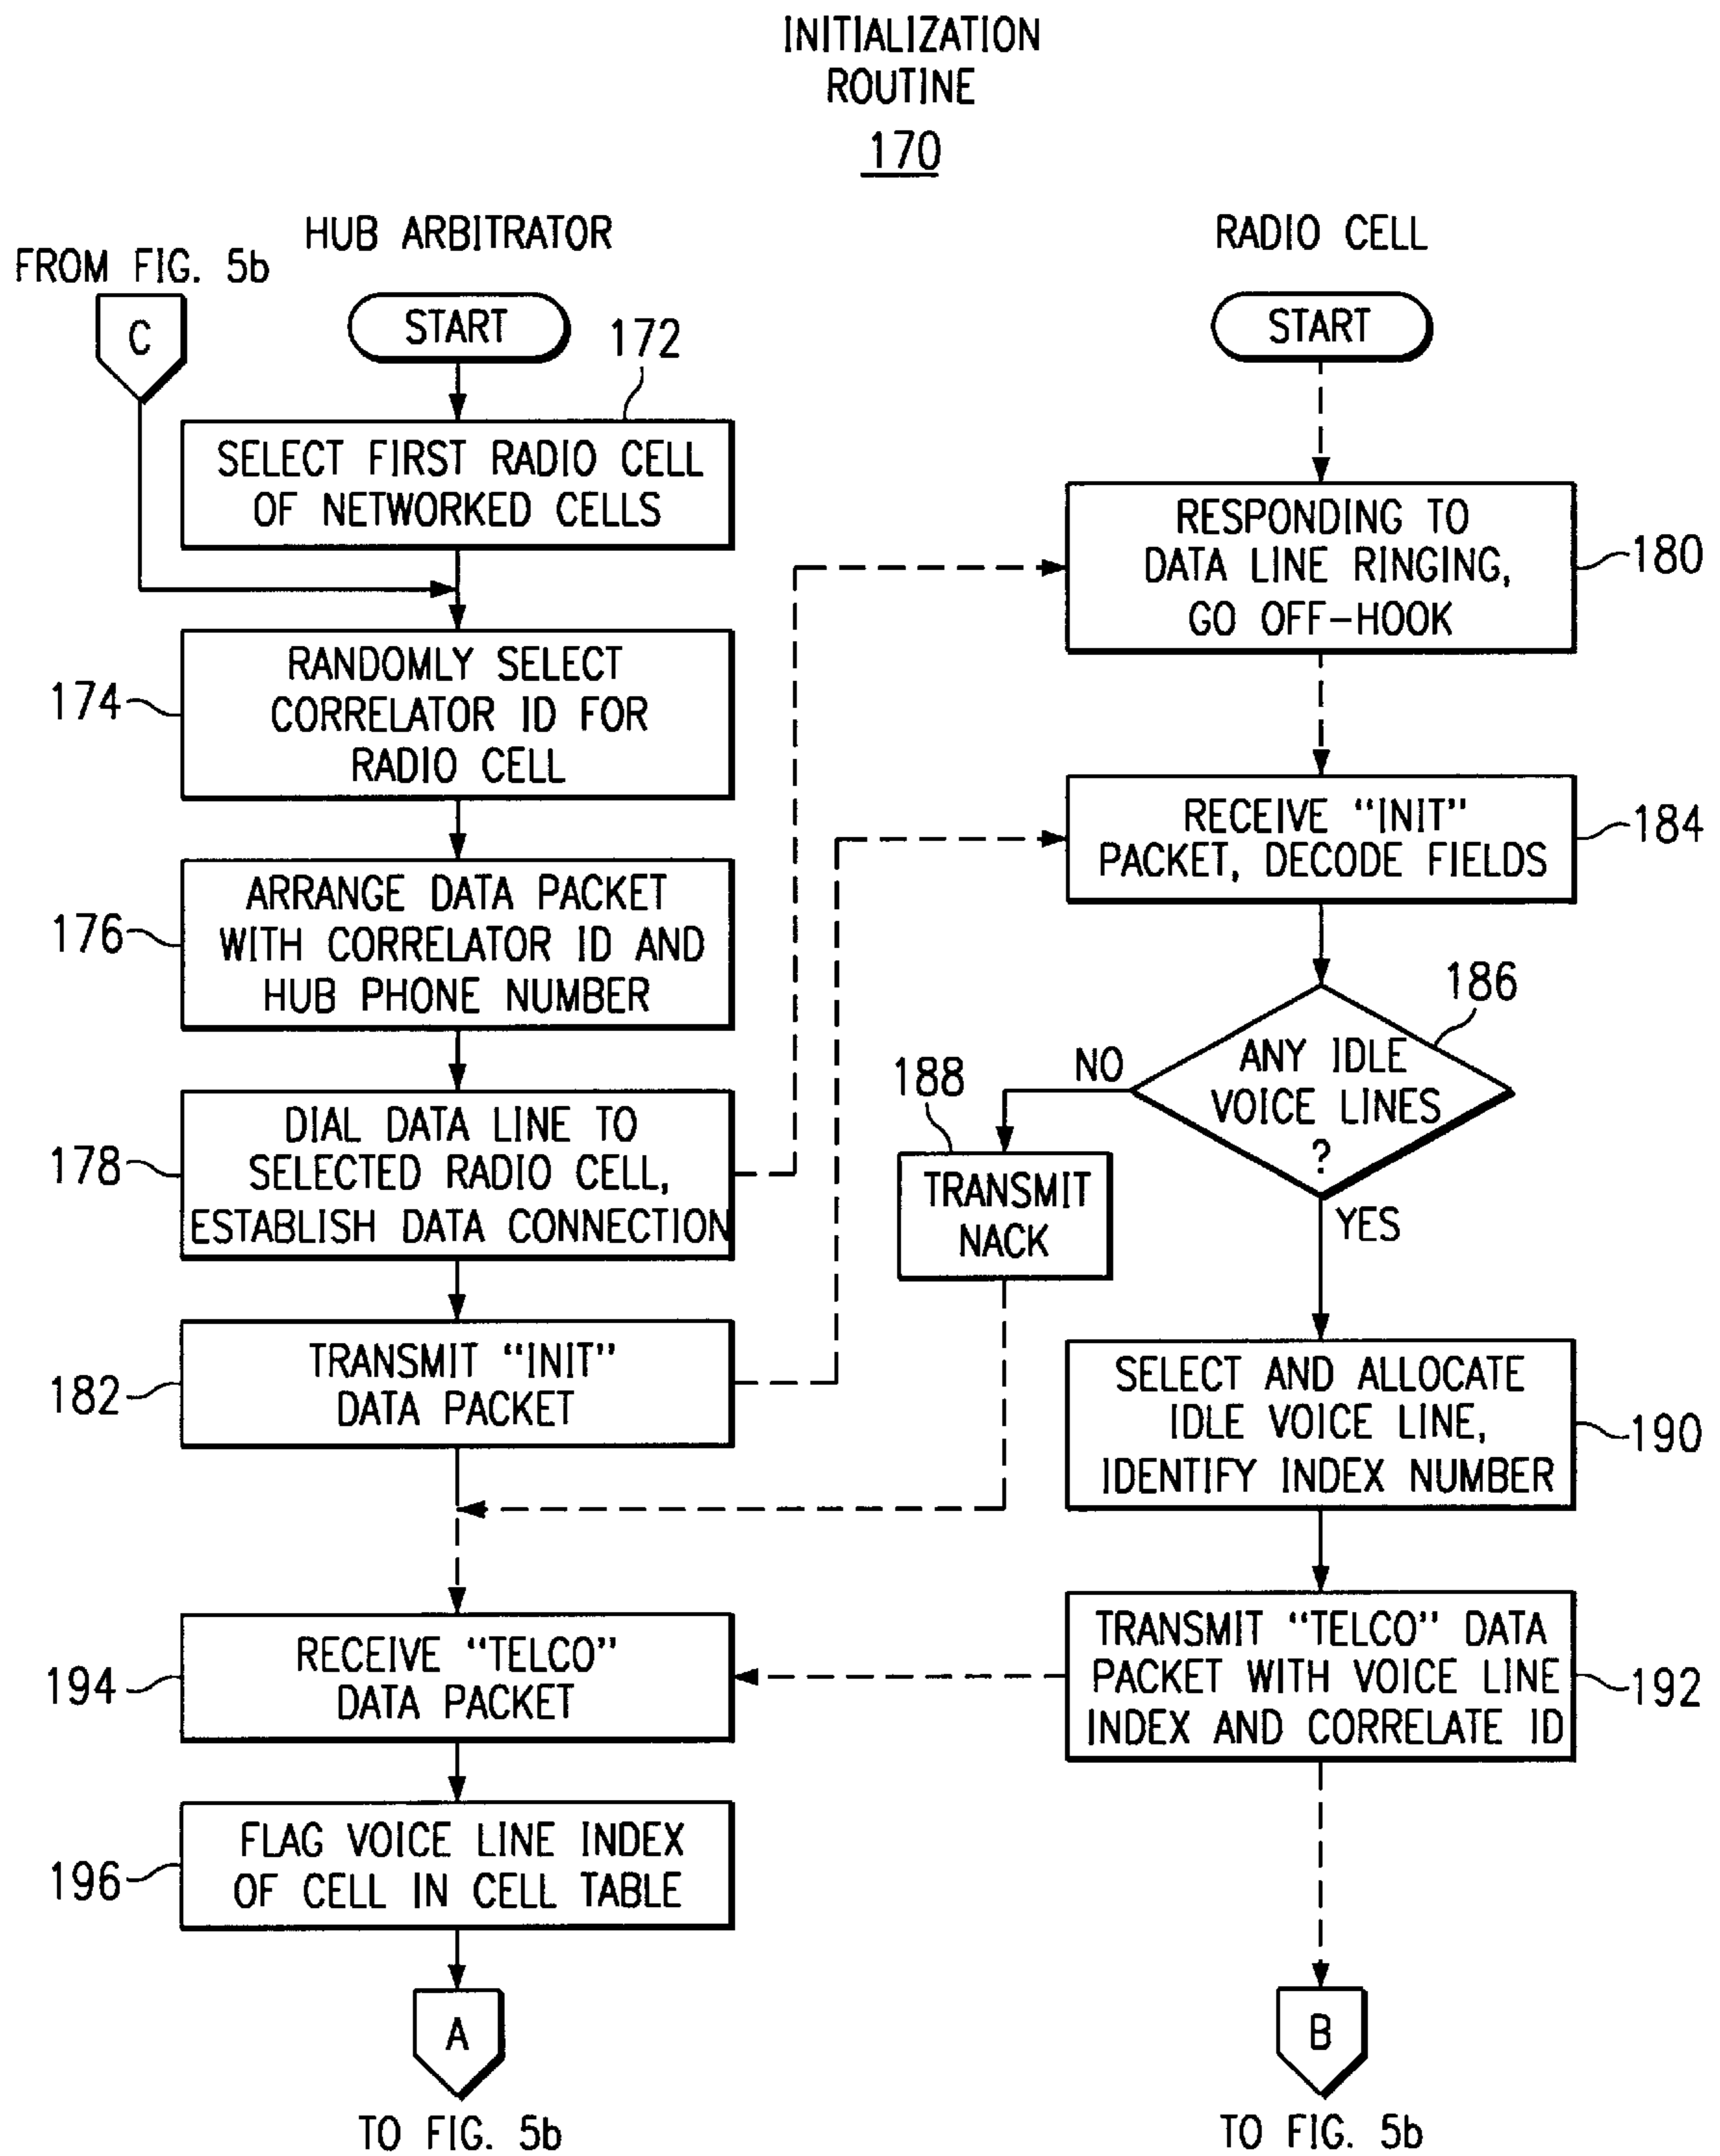 INITIALIZATION
ROUTINE
170
HUB ARBITRATOR
RADIO CELL
FROM FIG. 5b
C
START
START
172
SELECT FIRST RADIO CELL
OF NETWORKED CELLS
RESPONDING TO
DATA LINE RINGING,
GO OFF-HOOK
180
174
RANDOMLY SELECT
CORRELATOR ID FOR
RADIO CELL
RECEIVE "INIT"
PACKET, DECODE FIELDS
184
176
ARRANGE DATA PACKET
WITH CORRELATOR ID AND
HUB PHONE NUMBER
186
ANY IDLE
VOICE LINES
?
NO
YES
188
TRANSMIT
NACK
178
DIAL DATA LINE TO
SELECTED RADIO CELL,
ESTABLISH DATA CONNECTION
182
TRANSMIT "INIT"
DATA PACKET
SELECT AND ALLOCATE
IDLE VOICE LINE,
IDENTIFY INDEX NUMBER
190
194
RECEIVE "TELCO"
DATA PACKET
TRANSMIT "TELCO" DATA
PACKET WITH VOICE LINE
INDEX AND CORRELATE ID
192
196
FLAG VOICE LINE INDEX
OF CELL IN CELL TABLE
A
B
TO FIG. 5b
TO FIG. 5b